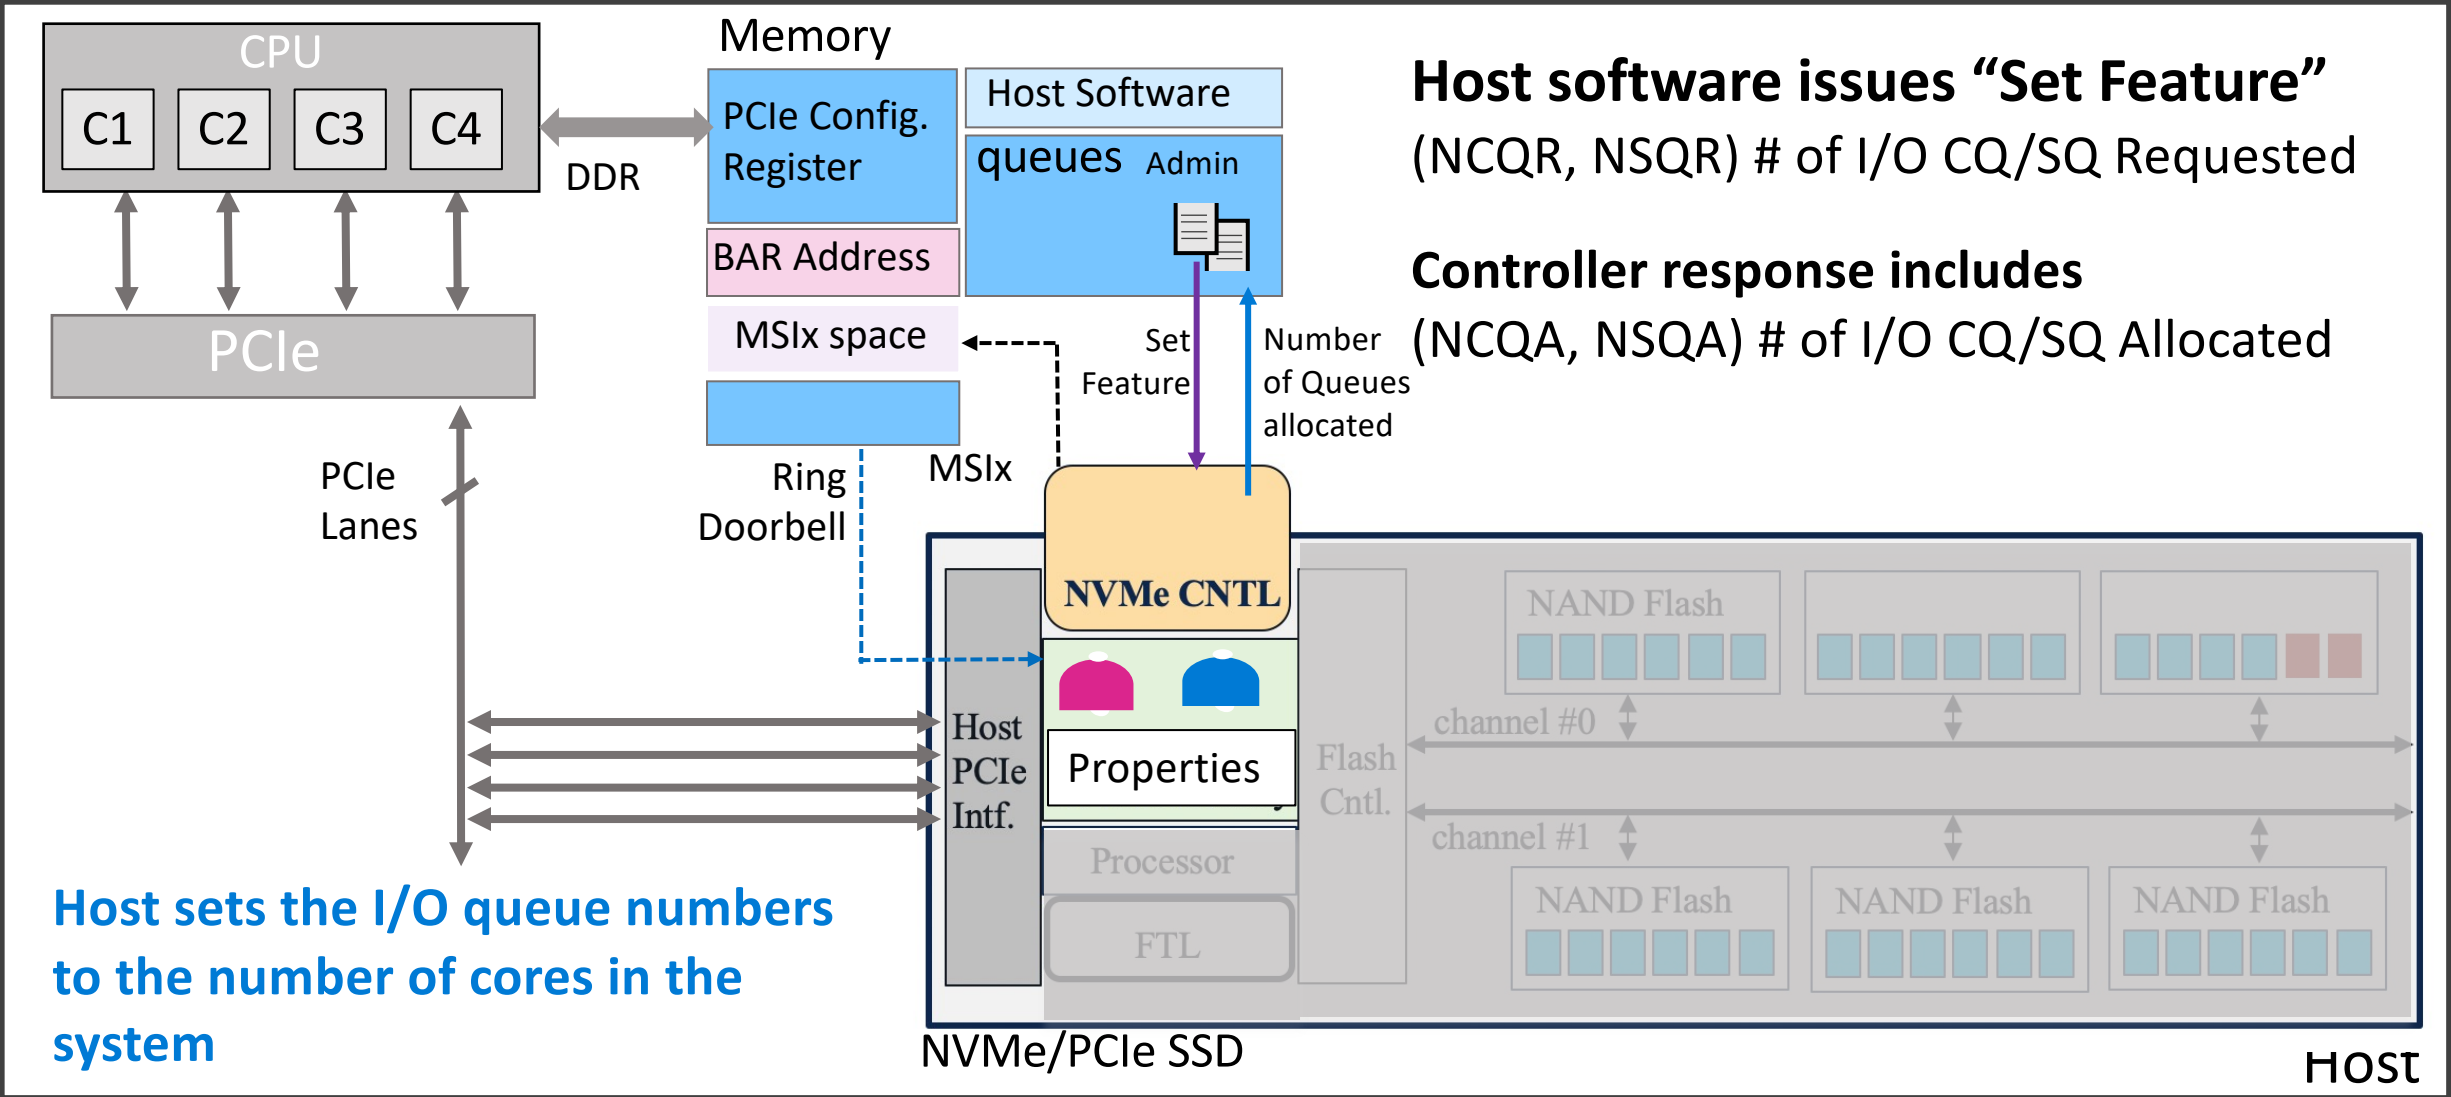 CPU
C1 C2 C3 C4
DDR
PCIe
PCIe
Lanes
Memory
PCIe Config.
Register
BAR Address
MSIx space
Host Software
queues Admin
Set
Feature
Number
of Queues
allocated
Ring
Doorbell
MSIx
Host software issues “Set Feature”
(NCQR, NSQR) # of I/O CQ/SQ Requested
Controller response includes
(NCQA, NSQA) # of I/O CQ/SQ Allocated
NVMe CNTL
Host
PCIe
Intf.
Properties
Processor
FTL
Flash
Cntl.
NAND Flash
channel #0
channel #1
NAND Flash
NAND Flash
NAND Flash
Host sets the I/O queue numbers
to the number of cores in the
system
NVMe/PCIe SSD
Host